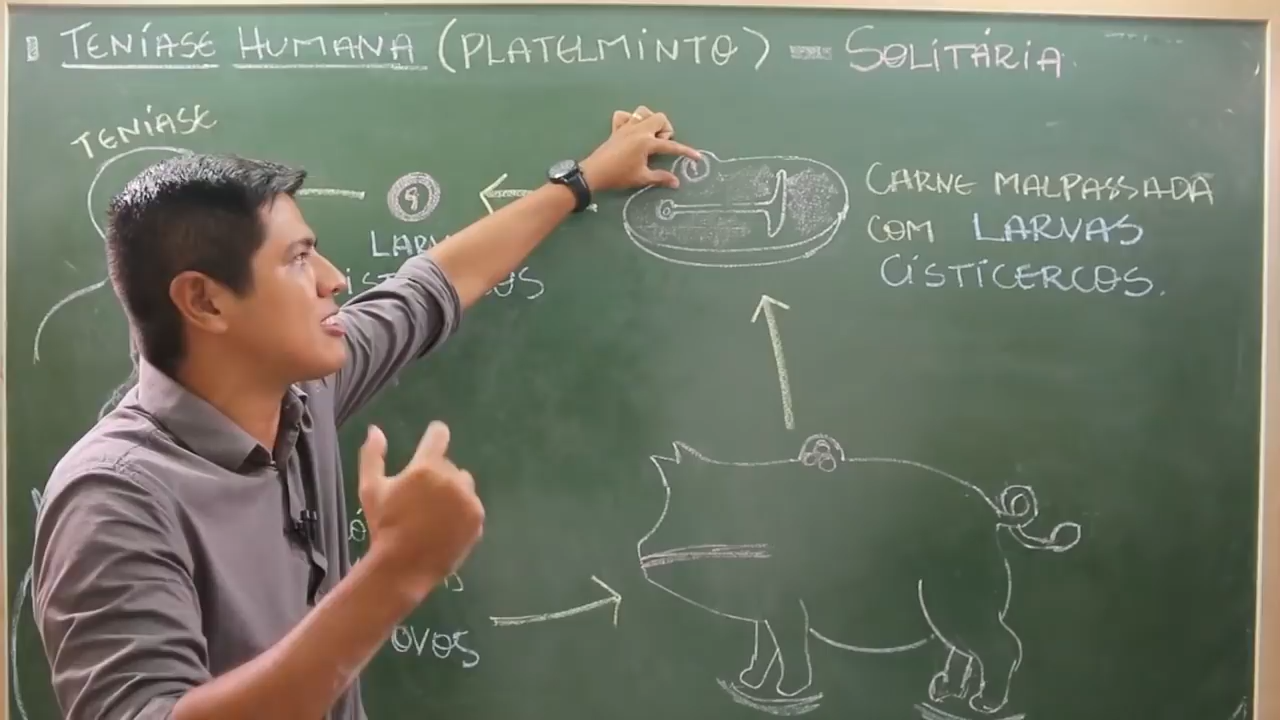 TENÍASE HUMANA (PLATELMINTO) = SOLITÁRIA
TENÍASE
CARNE MALPASSADA
COM LARVAS
CISTICERCOS.
OVOS